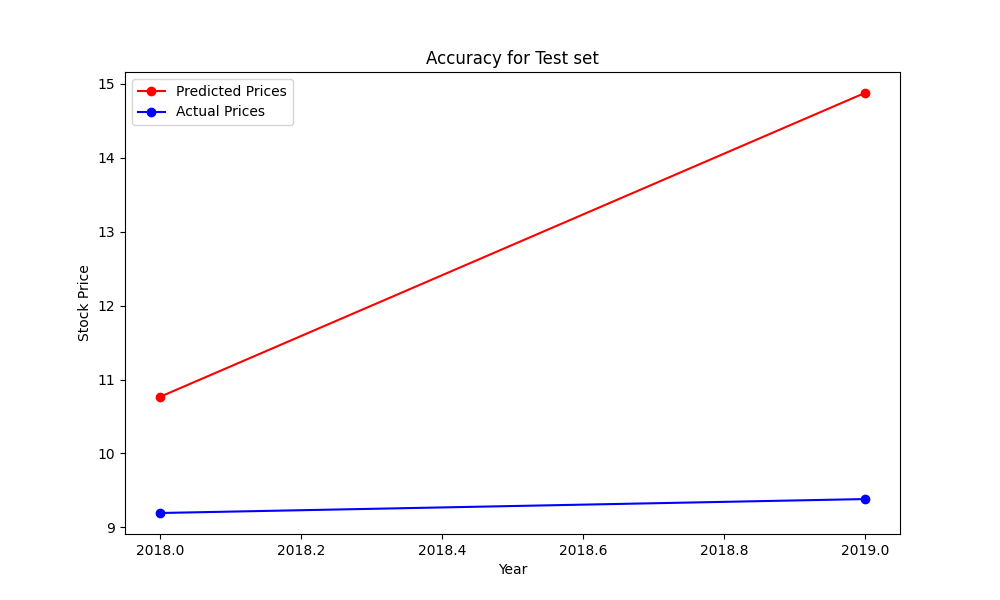 Accuracy for Test set
Predicted Prices
Actual Prices
15
14
13
12
11
10
9
Stock Price
2018.0 2018.2 2018.4 2018.6 2018.8 2019.0
Year